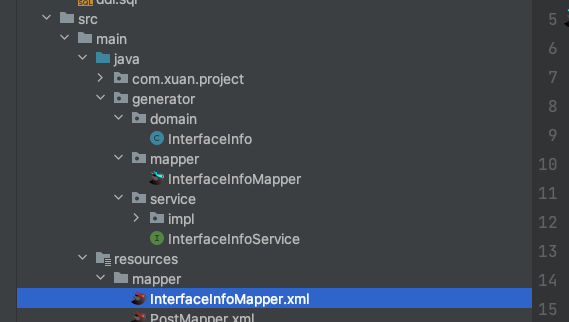 ddl.sql
src
main
java
com.xuan.project
generator
domain
InterfaceInfo
mapper
InterfaceInfoMapper
service
impl
InterfaceInfoService
resources
mapper
InterfaceInfoMapper.xml
PostMapper.xml
5
6
7
8
9
10
11
12
13
14
15